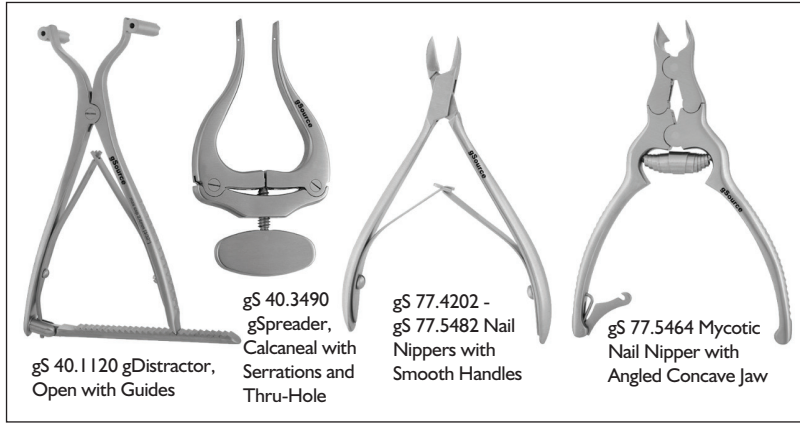 gSource
gSource
gSource
gSource
gS 40.1120 gDistractor,
Open with Guides
gS 40.3490
gSpreader,
Calcaneal with
Serrations and
Thru-Hole
gS 77.4202 -
gS 77.5482 Nail
Nippers with
Smooth Handles
gS 77.5464 Mycotic
Nail Nipper with
Angled Concave Jaw